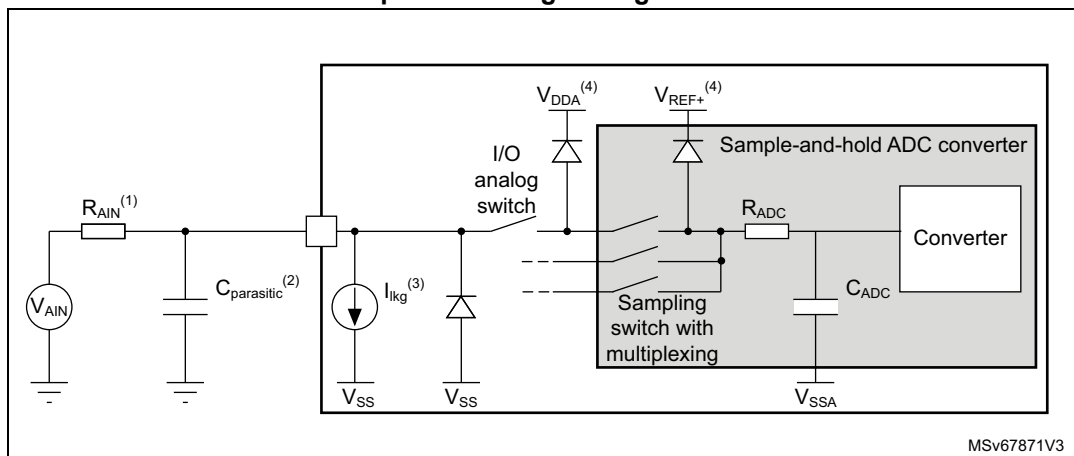 V_DDA^(4)
V_REF+^(4)
Sample-and-hold ADC converter
I/O
analog
switch
R_AIN^(1)
R_ADC
Converter
V_AIN
C_parasitic^(2)
I_lkg^(3)
Sampling
switch with
multiplexing
C_ADC
V_SS
V_SS
V_SSA
MSv67871V3